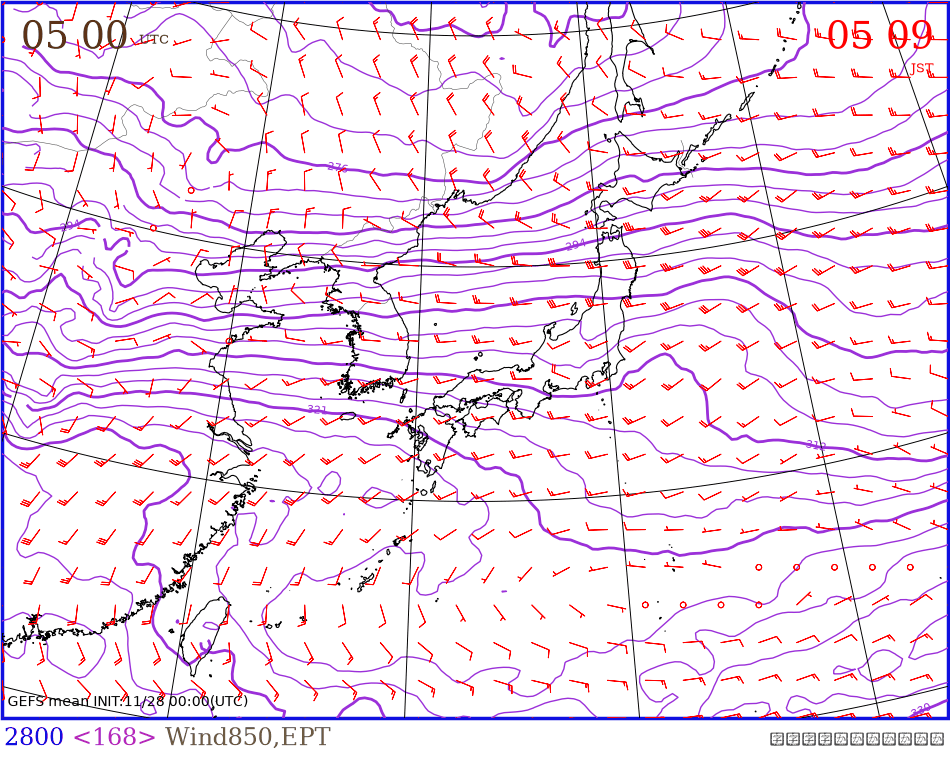 05 00 UTC
05 09
JST
276
294
294
321
312
330
GEFS mean INIT:11/28 00:00(UTC)
2800 <168> Wind850,EPT